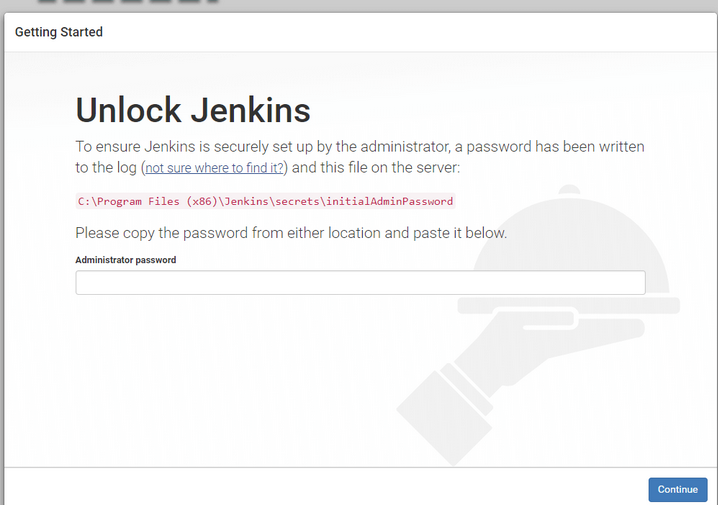 Getting Started
Unlock Jenkins
To ensure Jenkins is securely set up by the administrator, a password has been written
to the log (not sure where to find it?) and this file on the server:
C:\Program Files (x86)\Jenkins\secrets\initialAdminPassword
Please copy the password from either location and paste it below.
Administrator password
Continue